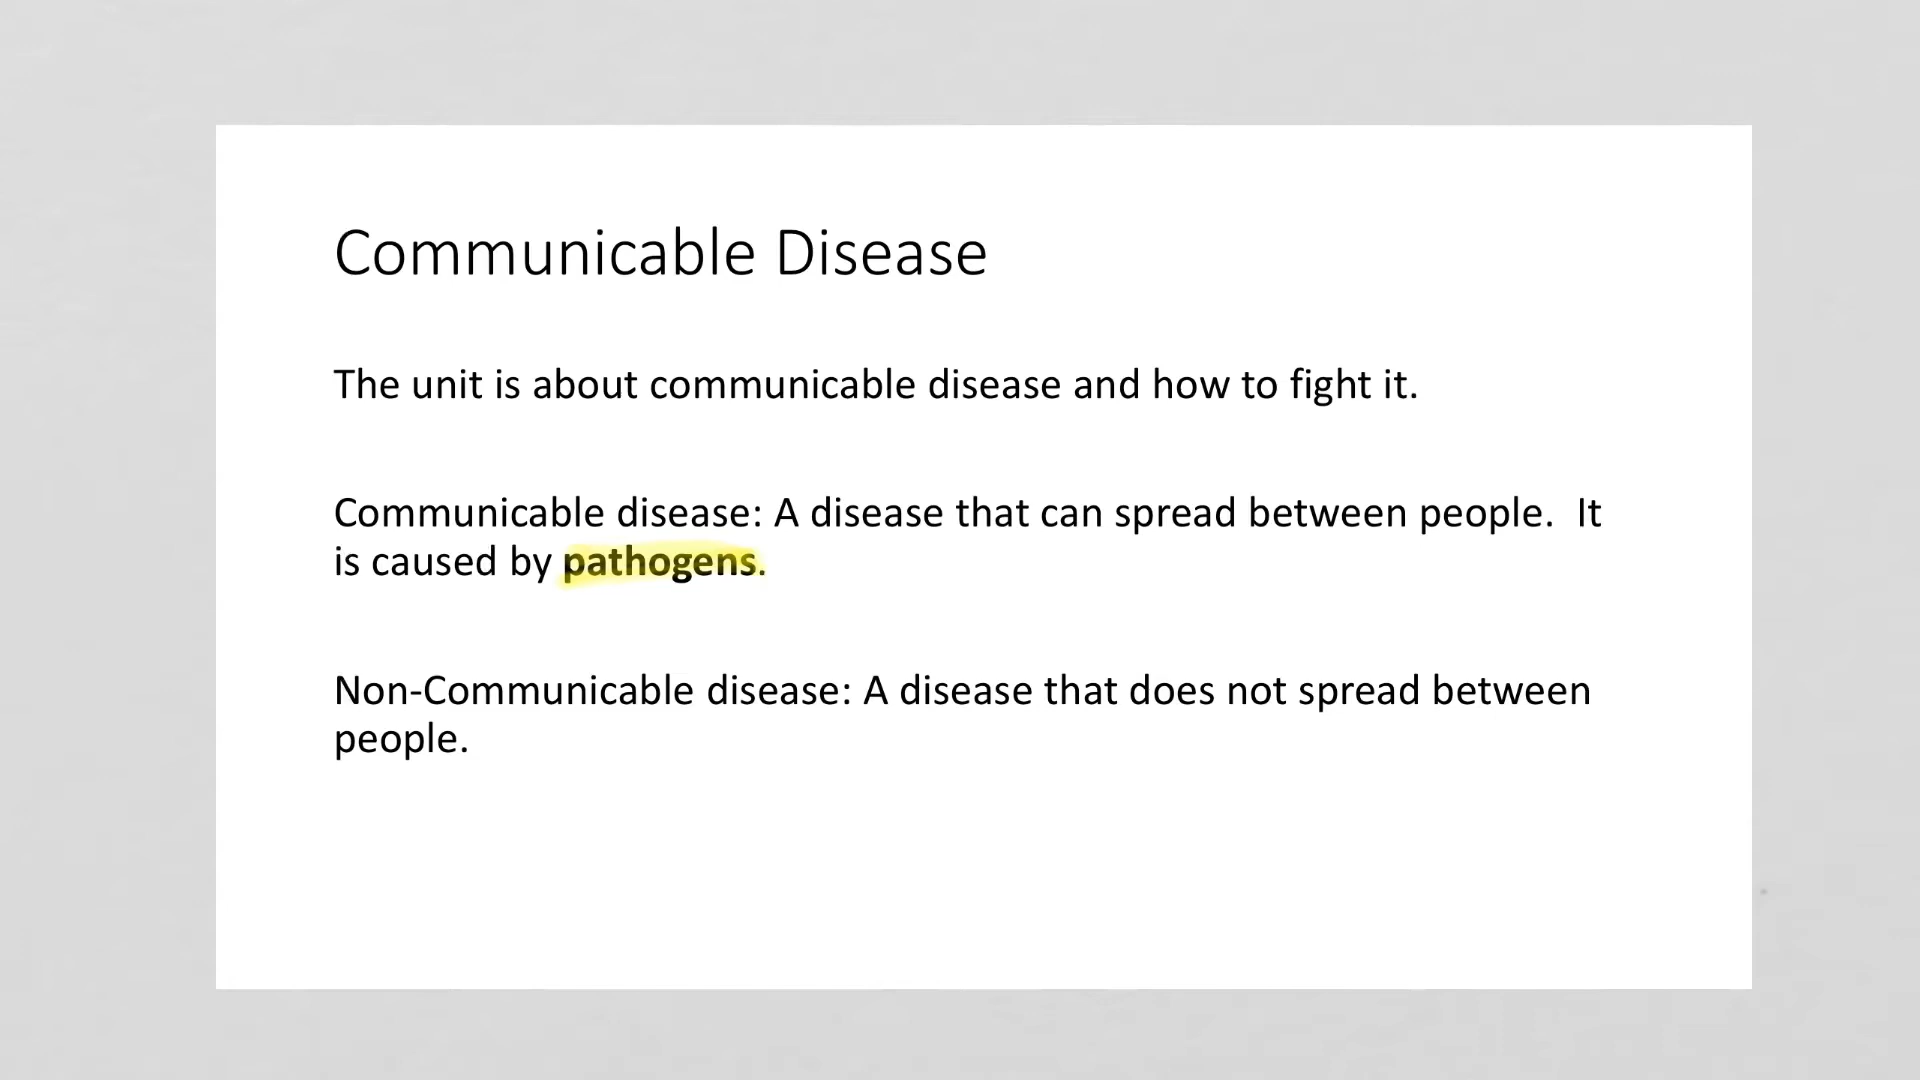 Communicable Disease
The unit is about communicable disease and how to fight it.
Communicable disease: A disease that can spread between people.  It
is caused by pathogens.
Non-Communicable disease: A disease that does not spread between
people.